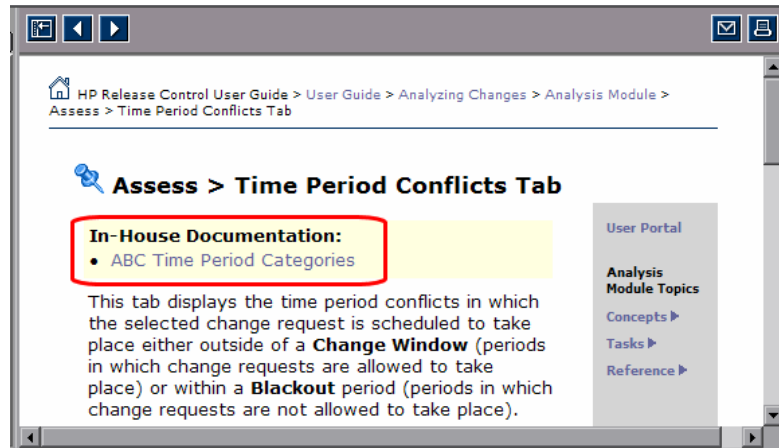 HP Release Control User Guide > User Guide > Analyzing Changes > Analysis Module >
Assess > Time Period Conflicts Tab
Assess > Time Period Conflicts Tab
In-House Documentation:
• ABC Time Period Categories
This tab displays the time period conflicts in which
the selected change request is scheduled to take
place either outside of a Change Window (periods
in which change requests are allowed to take
place) or within a Blackout period (periods in which
change requests are not allowed to take place).
User Portal
Analysis
Module Topics
Concepts
Tasks
Reference